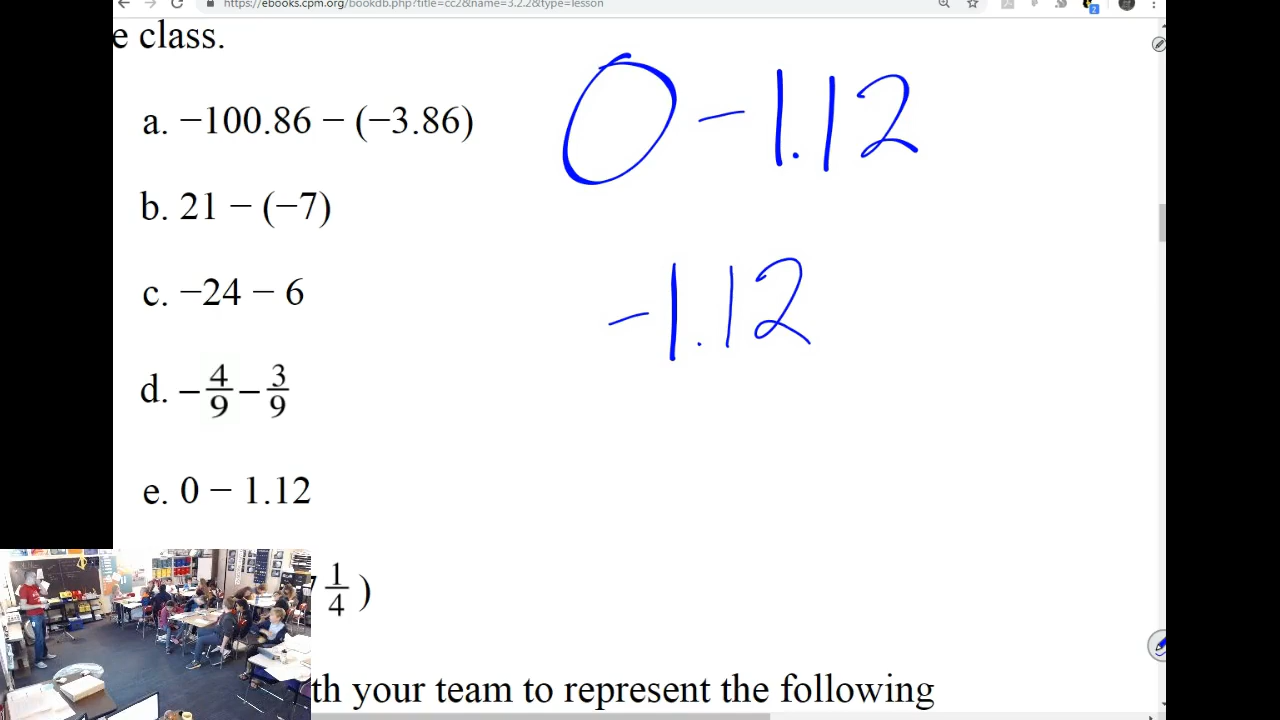 https://ebooks.cpm.org/bookdb.php?title=cc2&name=3.2.2&type=lesson
e class.
a. −100.86 − (−3.86)
0 - 1.12
b. 21 − (−7)
c. −24 − 6
-1.12
d. −4/9 − 3/9
e. 0 − 1.12
1/4 )
th your team to represent the following